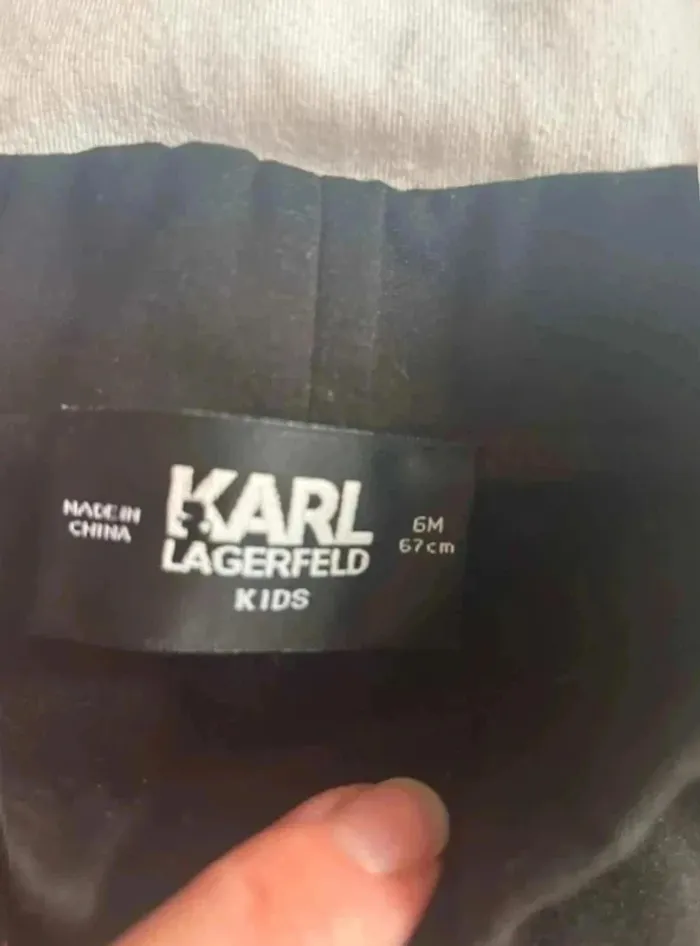 MADE IN
CHINA
KARL
LAGERFELD
KIDS
6M
67cm